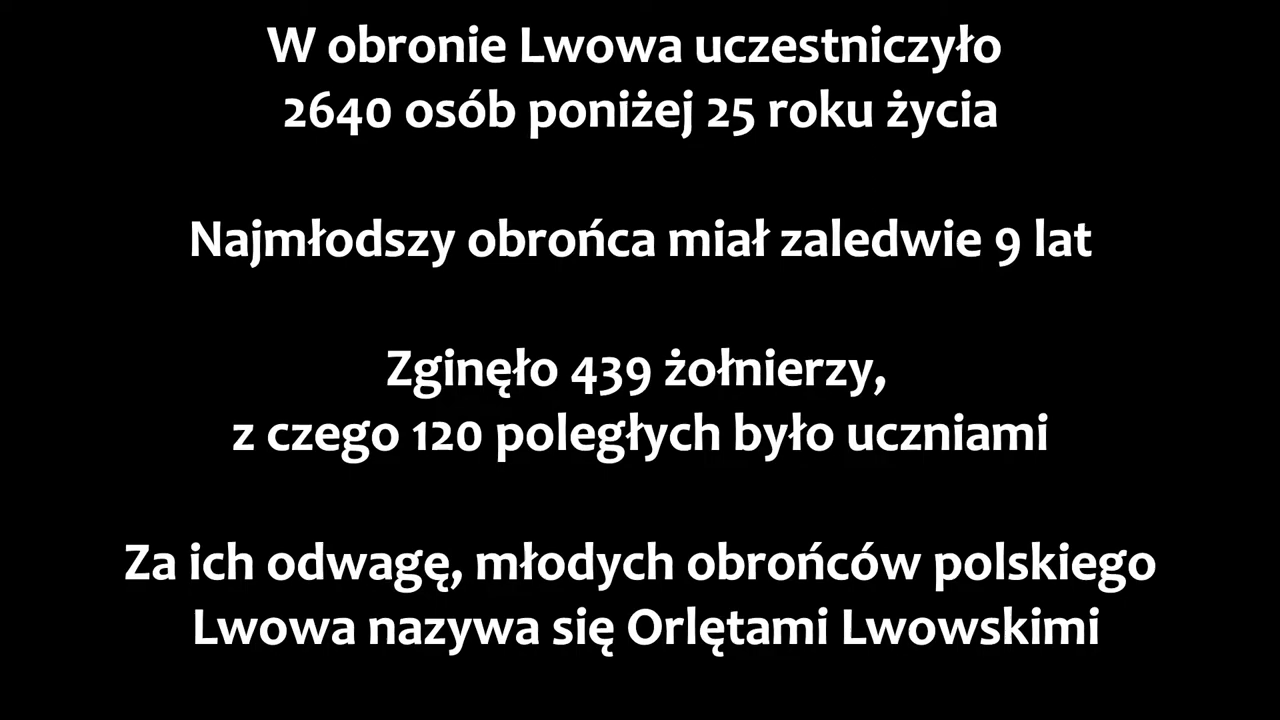 W obronie Lwowa uczestniczyło
2640 osób poniżej 25 roku życia
Najmłodszy obrońca miał zaledwie 9 lat
Zginęło 439 żołnierzy,
z czego 120 poległych było uczniami
Za ich odwagę, młodych obrońców polskiego
Lwowa nazywa się Orlętami Lwowskimi